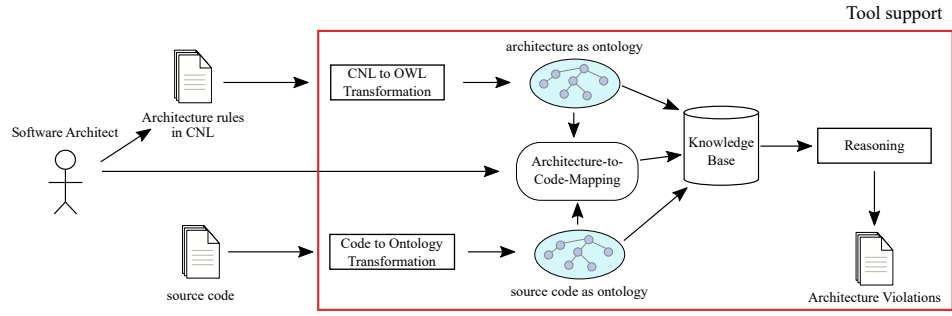 Tool support
architecture as ontology
CNL to OWL
Transformation
Architecture rules
in CNL
Software Architect
Knowledge
Base
Reasoning
Architecture-to-
Code-Mapping
Code to Ontology
Transformation
source code
source code as ontology
Architecture Violations